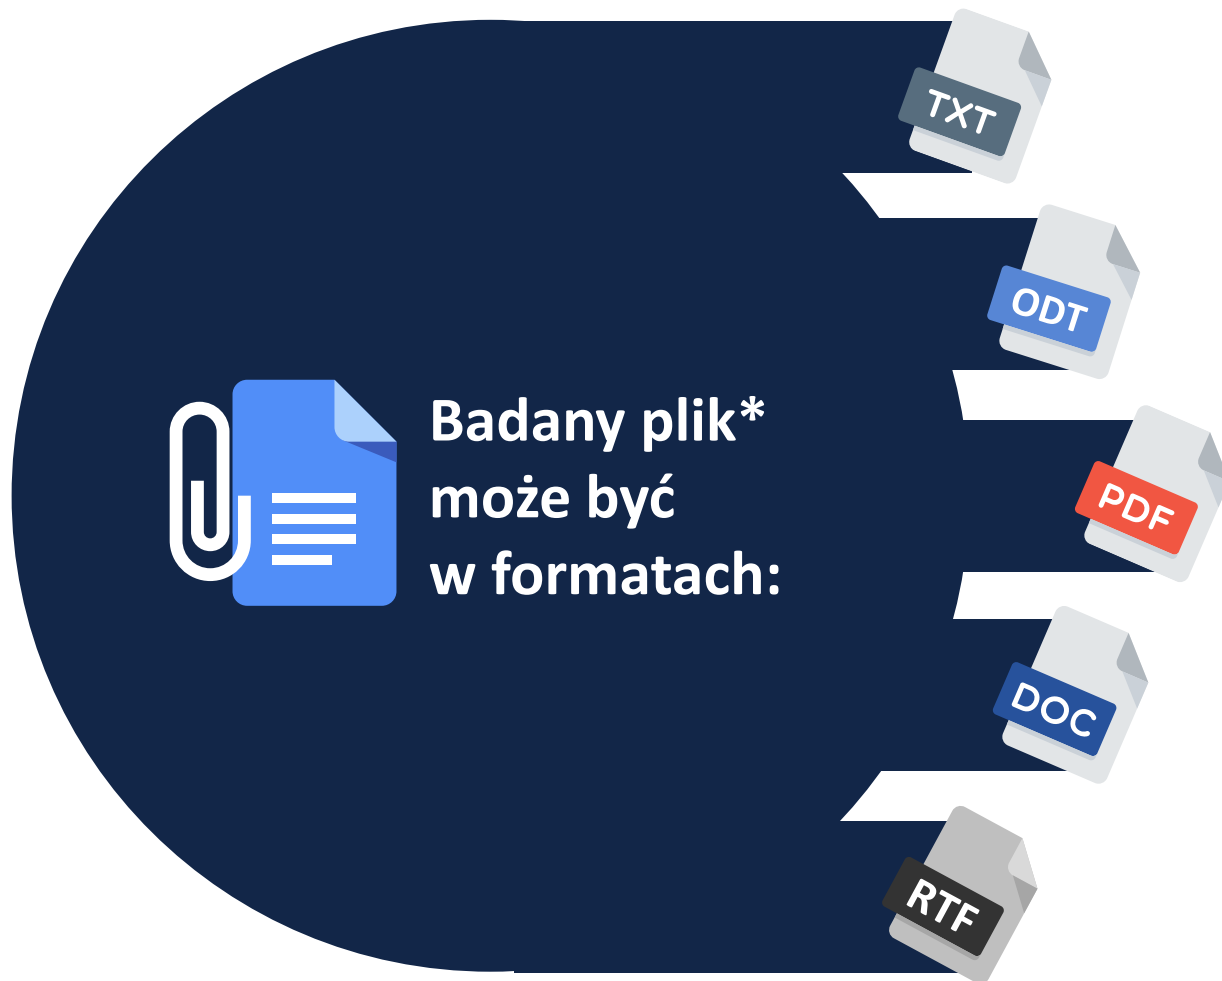 TXT
ODT
Badany plik*
może być
w formatach:
PDF
DOC
RTF